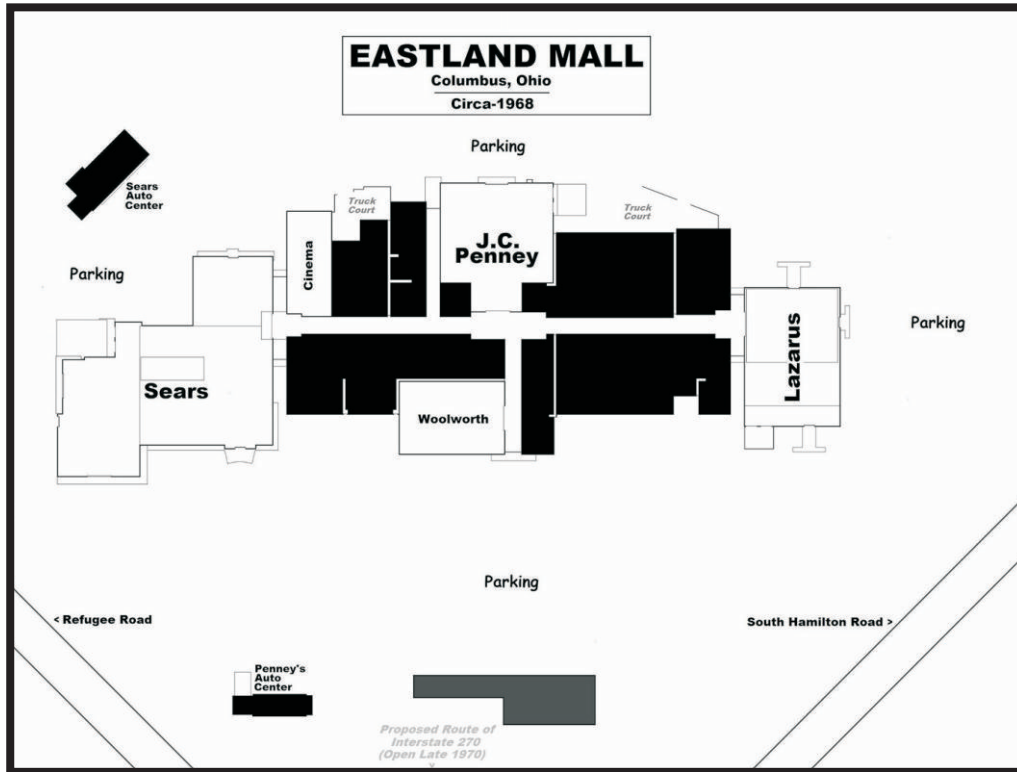 EASTLAND MALL
Columbus, Ohio
Circa-1968
Parking
Sears
Auto
Center
Truck
Court
Truck
Court
J.C.
Penney
Cinema
Parking
Parking
Lazarus
Sears
Woolworth
Parking
< Refugee Road
South Hamilton Road >
Penney's
Auto
Center
Proposed Route of
Interstate 270
(Open Late 1970)
v